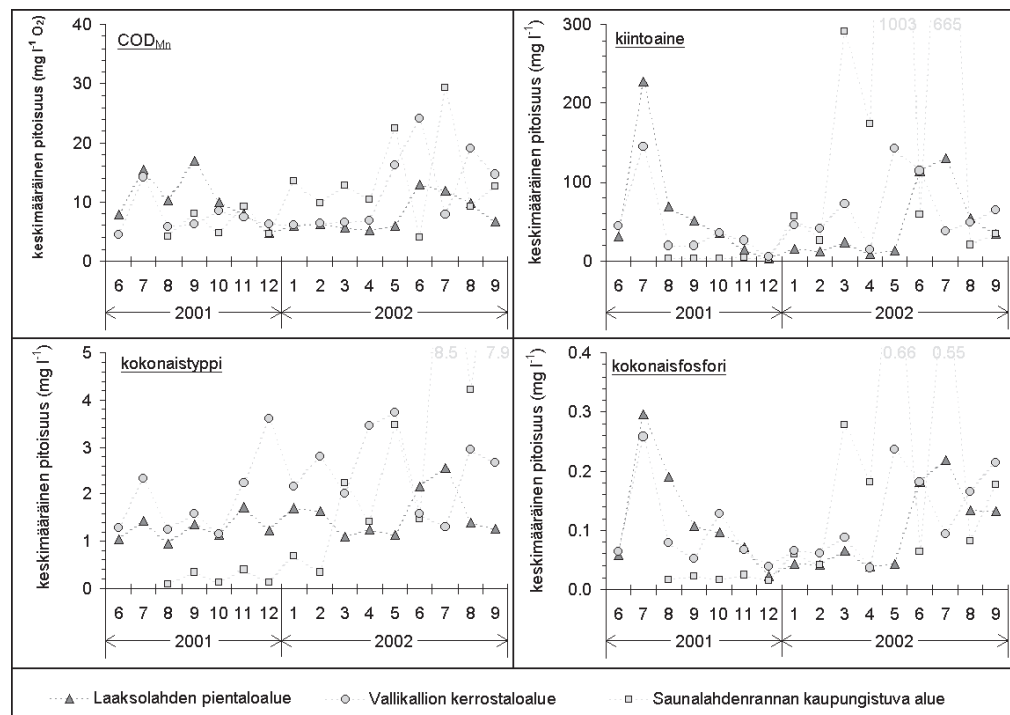 COD_Mn
keskimääräinen pitoisuus (mg l⁻¹ O₂)
40
30
20
10
0
6 7 8 9 10 11 12 1 2 3 4 5 6 7 8 9
2001 2002
kiintoaine
1003 665
keskimääräinen pitoisuus (mg l⁻¹)
300
200
100
0
6 7 8 9 10 11 12 1 2 3 4 5 6 7 8 9
2001 2002
kokonaistyppi
8.5 7.9
keskimääräinen pitoisuus (mg l⁻¹)
5
4
3
2
1
0
6 7 8 9 10 11 12 1 2 3 4 5 6 7 8 9
2001 2002
kokonaisfosfori
0.66 0.55
keskimääräinen pitoisuus (mg l⁻¹)
0.4
0.3
0.2
0.1
0.0
6 7 8 9 10 11 12 1 2 3 4 5 6 7 8 9
2001 2002
Laaksolahden pientaloalue Vallikallion kerrostaloalue Saunalahdenrannan kaupungistuva alue